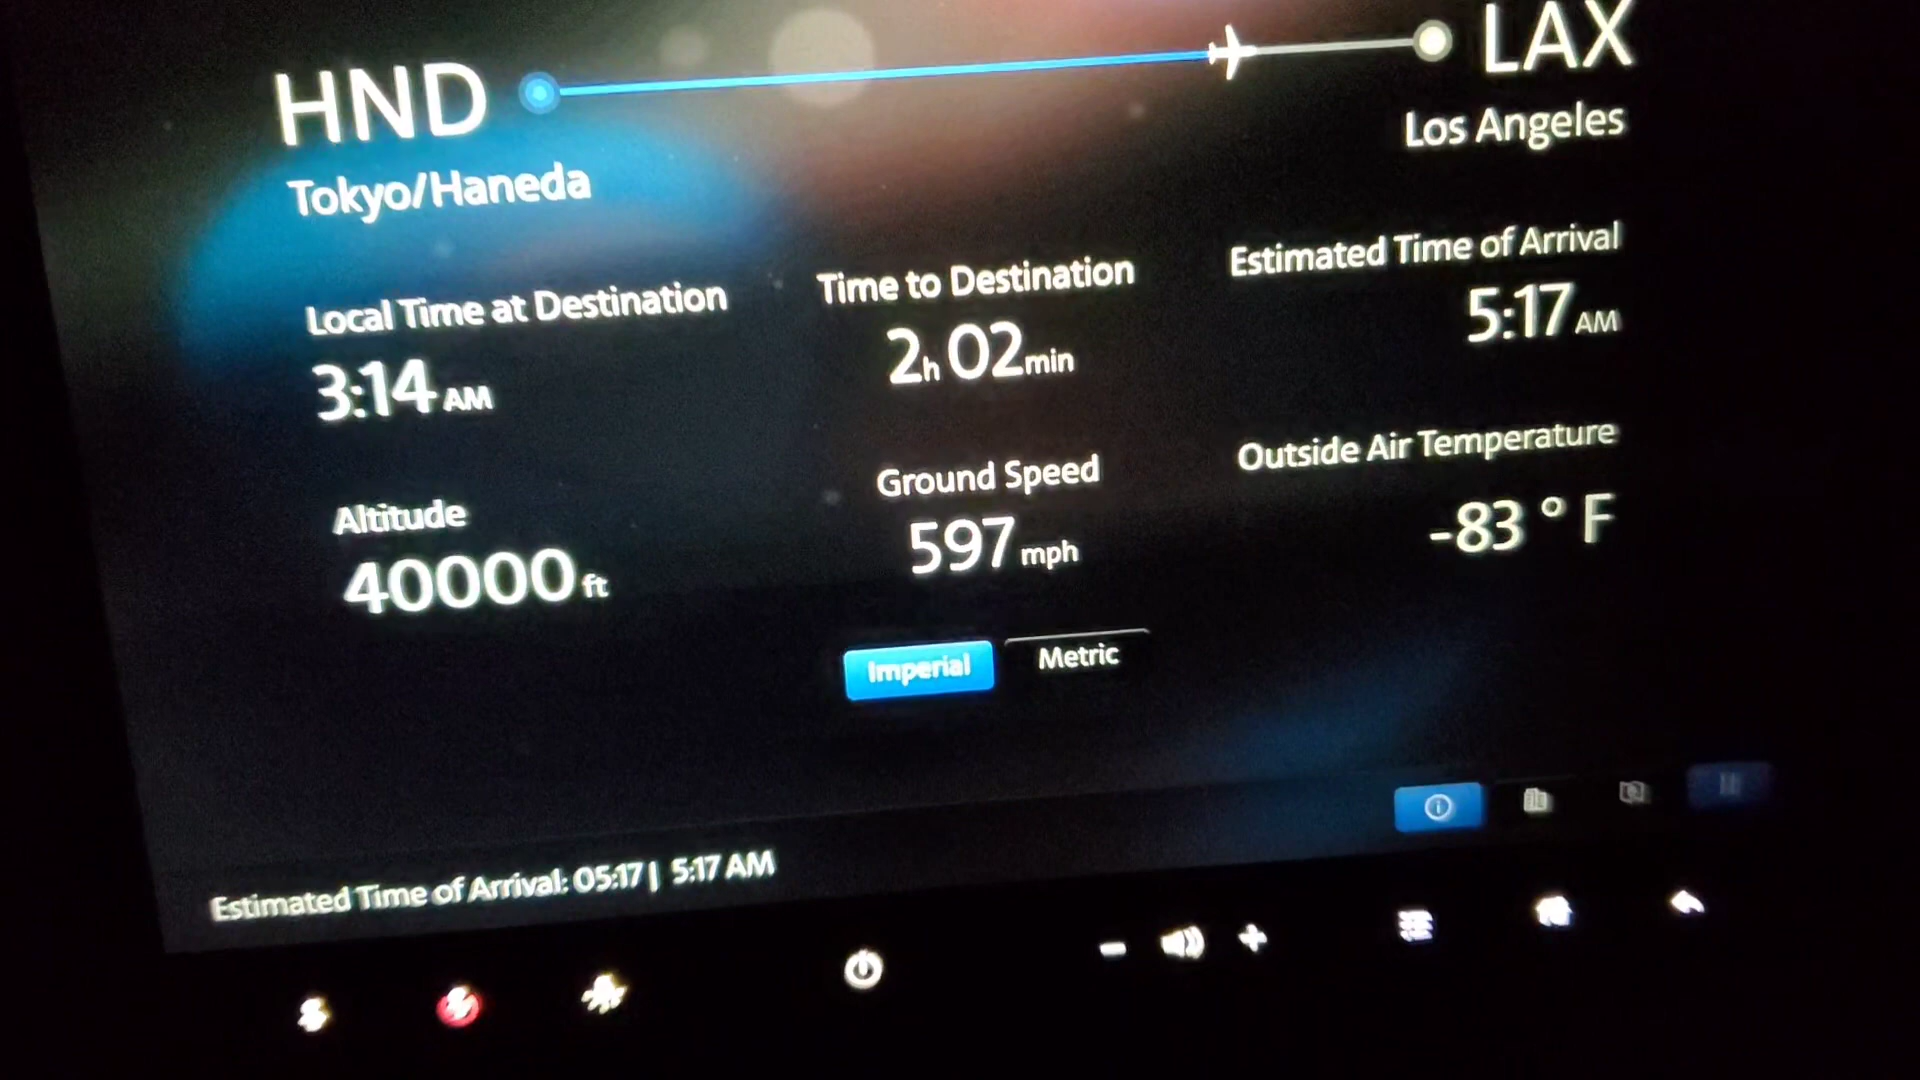 HND
LAX
Tokyo/Haneda
Los Angeles
Local Time at Destination
3:14 AM
Time to Destination
2h 02min
Estimated Time of Arrival
5:17 AM
Altitude
40000 ft
Ground Speed
597 mph
Outside Air Temperature
-83 ° F
Imperial
Metric
Estimated Time of Arrival: 05:17 | 5:17 AM